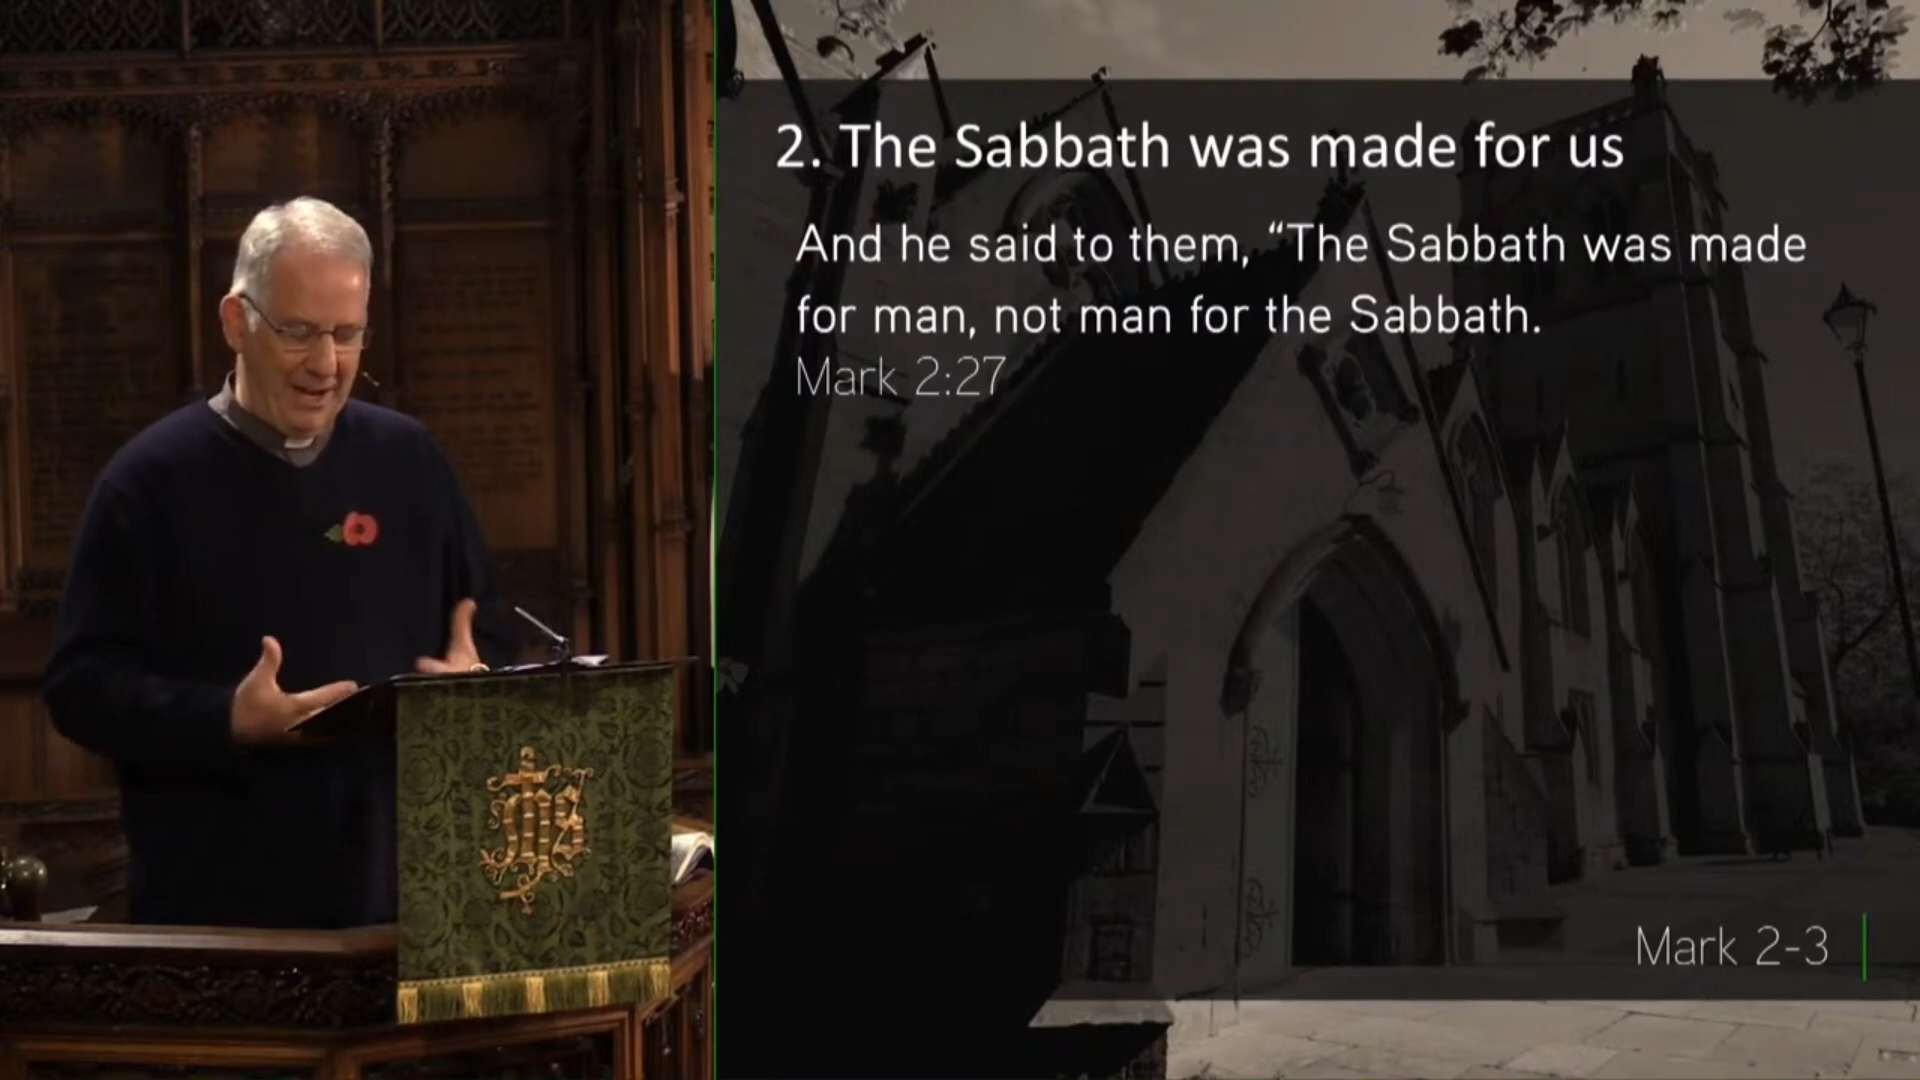 2. The Sabbath was made for us
And he said to them, “The Sabbath was made
for man, not man for the Sabbath.
Mark 2:27
Mark 2-3
IHS